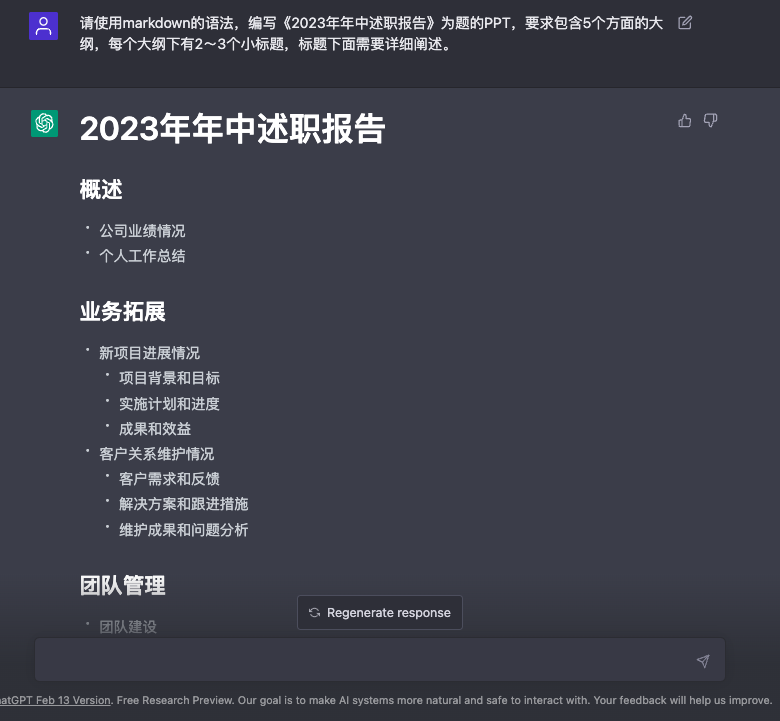 请使用markdown的语法，编写《2023年年中述职报告》为题的PPT，要求包含5个方面的大
纲，每个大纲下有2～3个小标题，标题下面需要详细阐述。
2023年年中述职报告
概述
公司业绩情况
个人工作总结
业务拓展
新项目进展情况
项目背景和目标
实施计划和进度
成果和效益
客户关系维护情况
客户需求和反馈
解决方案和跟进措施
维护成果和问题分析
团队管理
团队建设
Regenerate response
atGPT Feb 13 Version. Free Research Preview. Our goal is to make AI systems more natural and safe to interact with. Your feedback will help us improve.